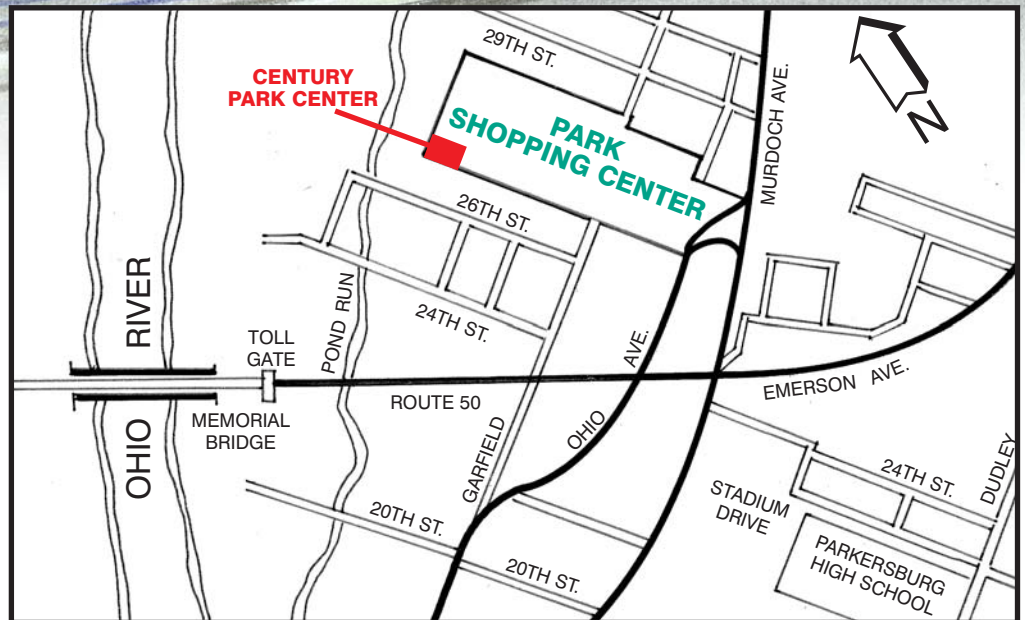 29TH ST.
CENTURY
PARK CENTER
PARK
SHOPPING CENTER
MURDOCH AVE.
N
26TH ST.
24TH ST.
POND RUN
OHIO RIVER
TOLL
GATE
MEMORIAL
BRIDGE
ROUTE 50
GARFIELD
OHIO AVE.
EMERSON AVE.
20TH ST.
20TH ST.
STADIUM
DRIVE
24TH ST.
DUDLEY
PARKERSBURG
HIGH SCHOOL